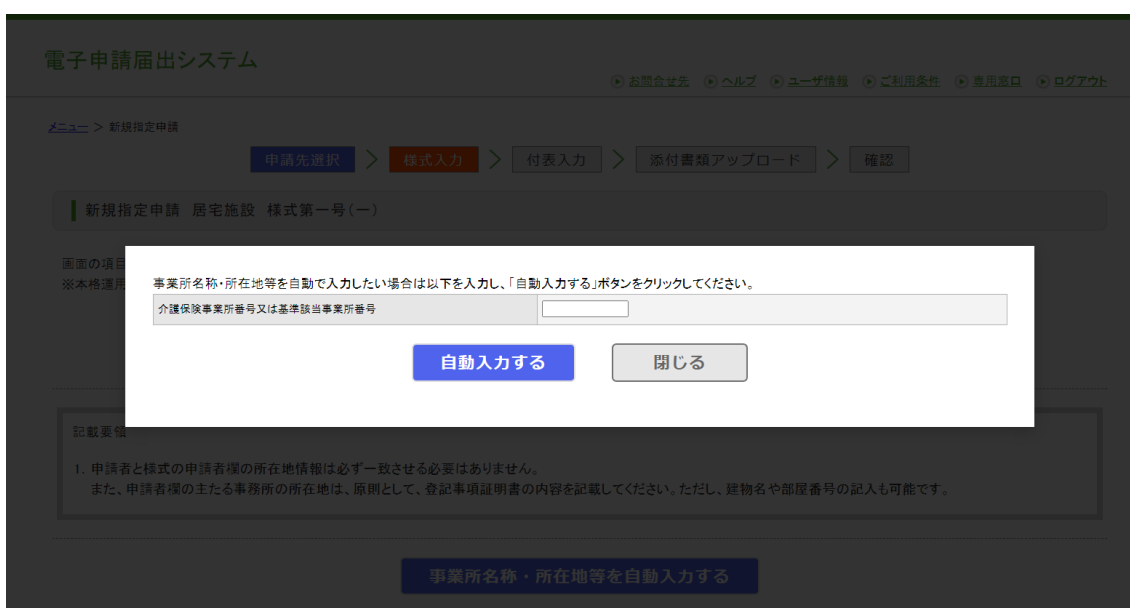 電子申請届出システム
お問合せ先 ヘルプ ユーザ情報 ご利用条件 専用窓口 ログアウト
メニュー > 新規指定申請
申請先選択 > 様式入力 > 付表入力 > 添付書類アップロード > 確認
新規指定申請 居宅施設 様式第一号(一)
画面の項目
※本格運用
事業所名称・所在地等を自動で入力したい場合は以下を入力し、「自動入力する」ボタンをクリックしてください。
介護保険事業所番号又は基準該当事業所番号
自動入力する 閉じる
記載要領
1. 申請者と様式の申請者欄の所在地情報は必ず一致させる必要はありません。
また、申請者欄の主たる事務所の所在地は、原則として、登記事項証明書の内容を記載してください。ただし、建物名や部屋番号の記入も可能です。
事業所名称・所在地等を自動入力する